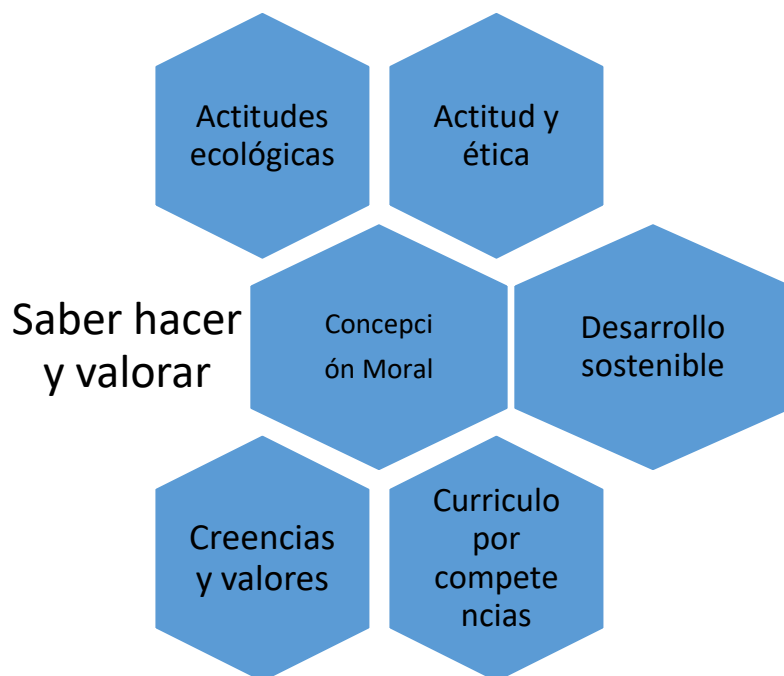 Actitudes
ecológicas
Actitud y
ética
Saber hacer
y valorar
Concepci
ón Moral
Desarrollo
sostenible
Creencias
y valores
Curriculo
por
compete
ncias